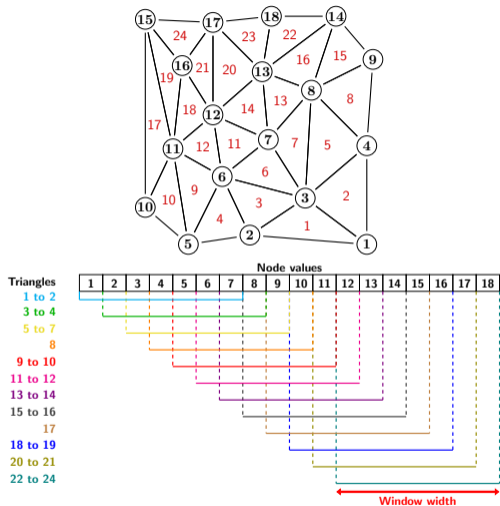 15 17 18 14
24 23 22
16 19 21 20 13 16 15 9
8 8
17 18 12 14 13
11 12 11 7 7 5 4
6 6
10 10 9 3 3 2
4 2 1
5 1
Node values
Triangles 1 2 3 4 5 6 7 8 9 10 11 12 13 14 15 16 17 18
1 to 2
3 to 4
5 to 7
8
9 to 10
11 to 12
13 to 14
15 to 16
17
18 to 19
20 to 21
22 to 24
Window width